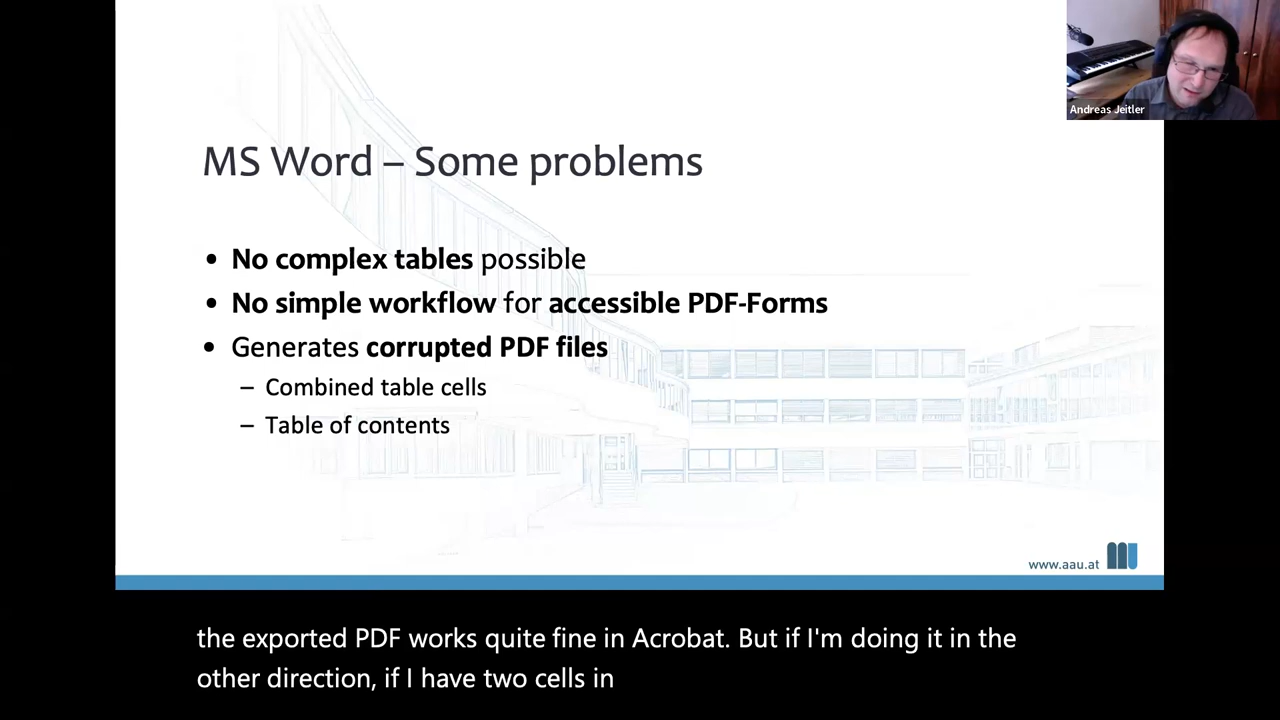 Andreas Jeitler
MS Word – Some problems
• No complex tables possible
• No simple workflow for accessible PDF-Forms
• Generates corrupted PDF files
– Combined table cells
– Table of contents
www.aau.at
the exported PDF works quite fine in Acrobat. But if I'm doing it in the
other direction, if I have two cells in